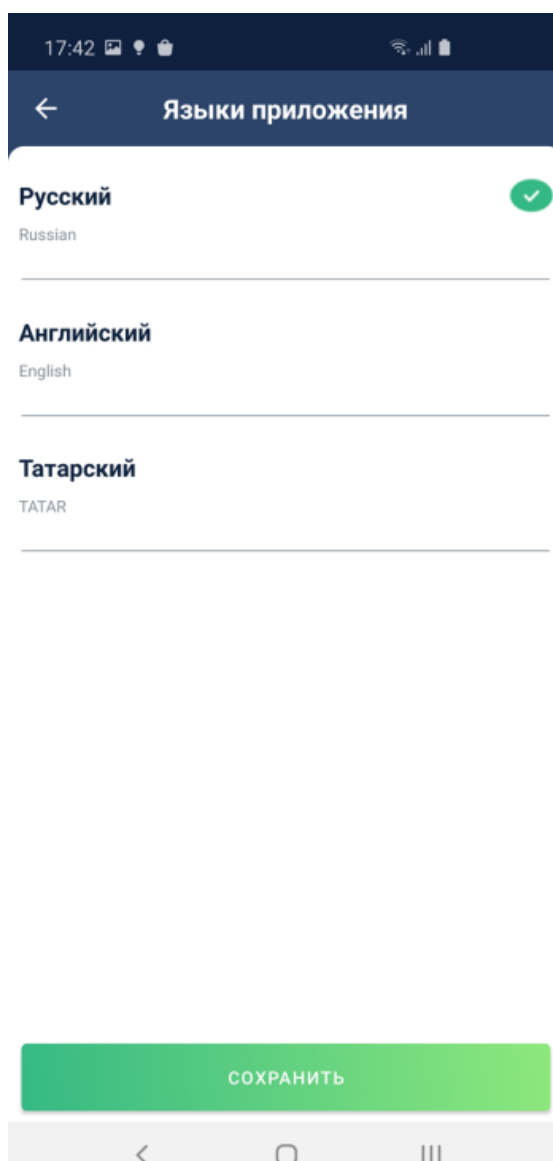 17:42
Языки приложения
Русский
Russian
Английский
English
Татарский
TATAR
СОХРАНИТЬ